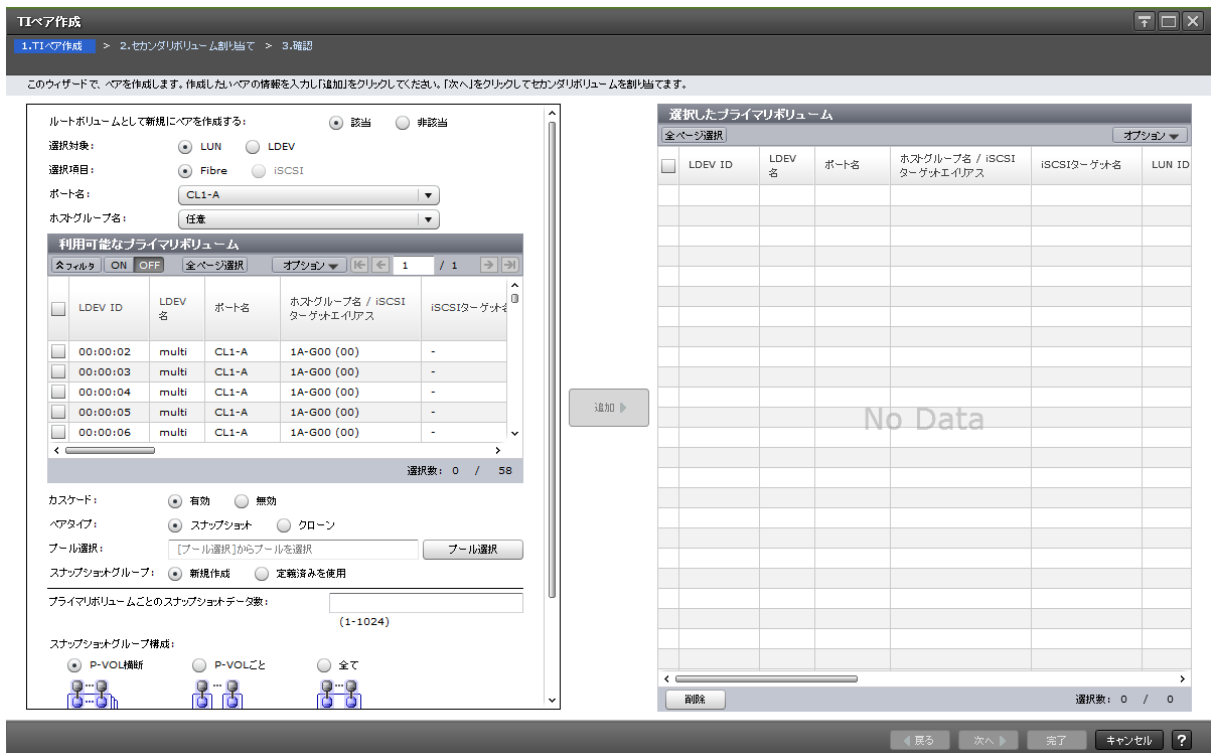 TIペア作成
1.TIペア作成 > 2.セカンダリボリューム割り当て > 3.確認
このウィザードで、ペアを作成します。作成したいペアの情報を入力し「追加」をクリックしてください。「次へ」をクリックしてセカンダリボリュームを割り当てます。
ルートボリュームとして新規にペアを作成する: 該当 非該当
選択対象: LUN LDEV
選択項目: Fibre iSCSI
ポート名: CL1-A
ホストグループ名: 任意
利用可能なプライマリボリューム
フィルタ ON OFF 全ページ選択 オプション 1 / 1
LDEV ID LDEV名 ポート名 ホストグループ名 / iSCSIターゲットエイリアス iSCSIターゲット名
00:00:02 multi CL1-A 1A-G00 (00) -
00:00:03 multi CL1-A 1A-G00 (00) -
00:00:04 multi CL1-A 1A-G00 (00) -
00:00:05 multi CL1-A 1A-G00 (00) -
00:00:06 multi CL1-A 1A-G00 (00) -
選択数: 0 / 58
カスケード: 有効 無効
ペアタイプ: スナップショット クローン
プール選択: [プール選択]からプールを選択 プール選択
スナップショットグループ: 新規作成 定義済みを使用
プライマリボリュームごとのスナップショットデータ数:
(1-1024)
スナップショットグループ構成:
P-VOL横断 P-VOLごと 全て
追加
選択したプライマリボリューム
全ページ選択 オプション
LDEV ID LDEV名 ポート名 ホストグループ名 / iSCSIターゲットエイリアス iSCSIターゲット名 LUN ID
No Data
削除 選択数: 0 / 0
戻る 次へ 完了 キャンセル ?